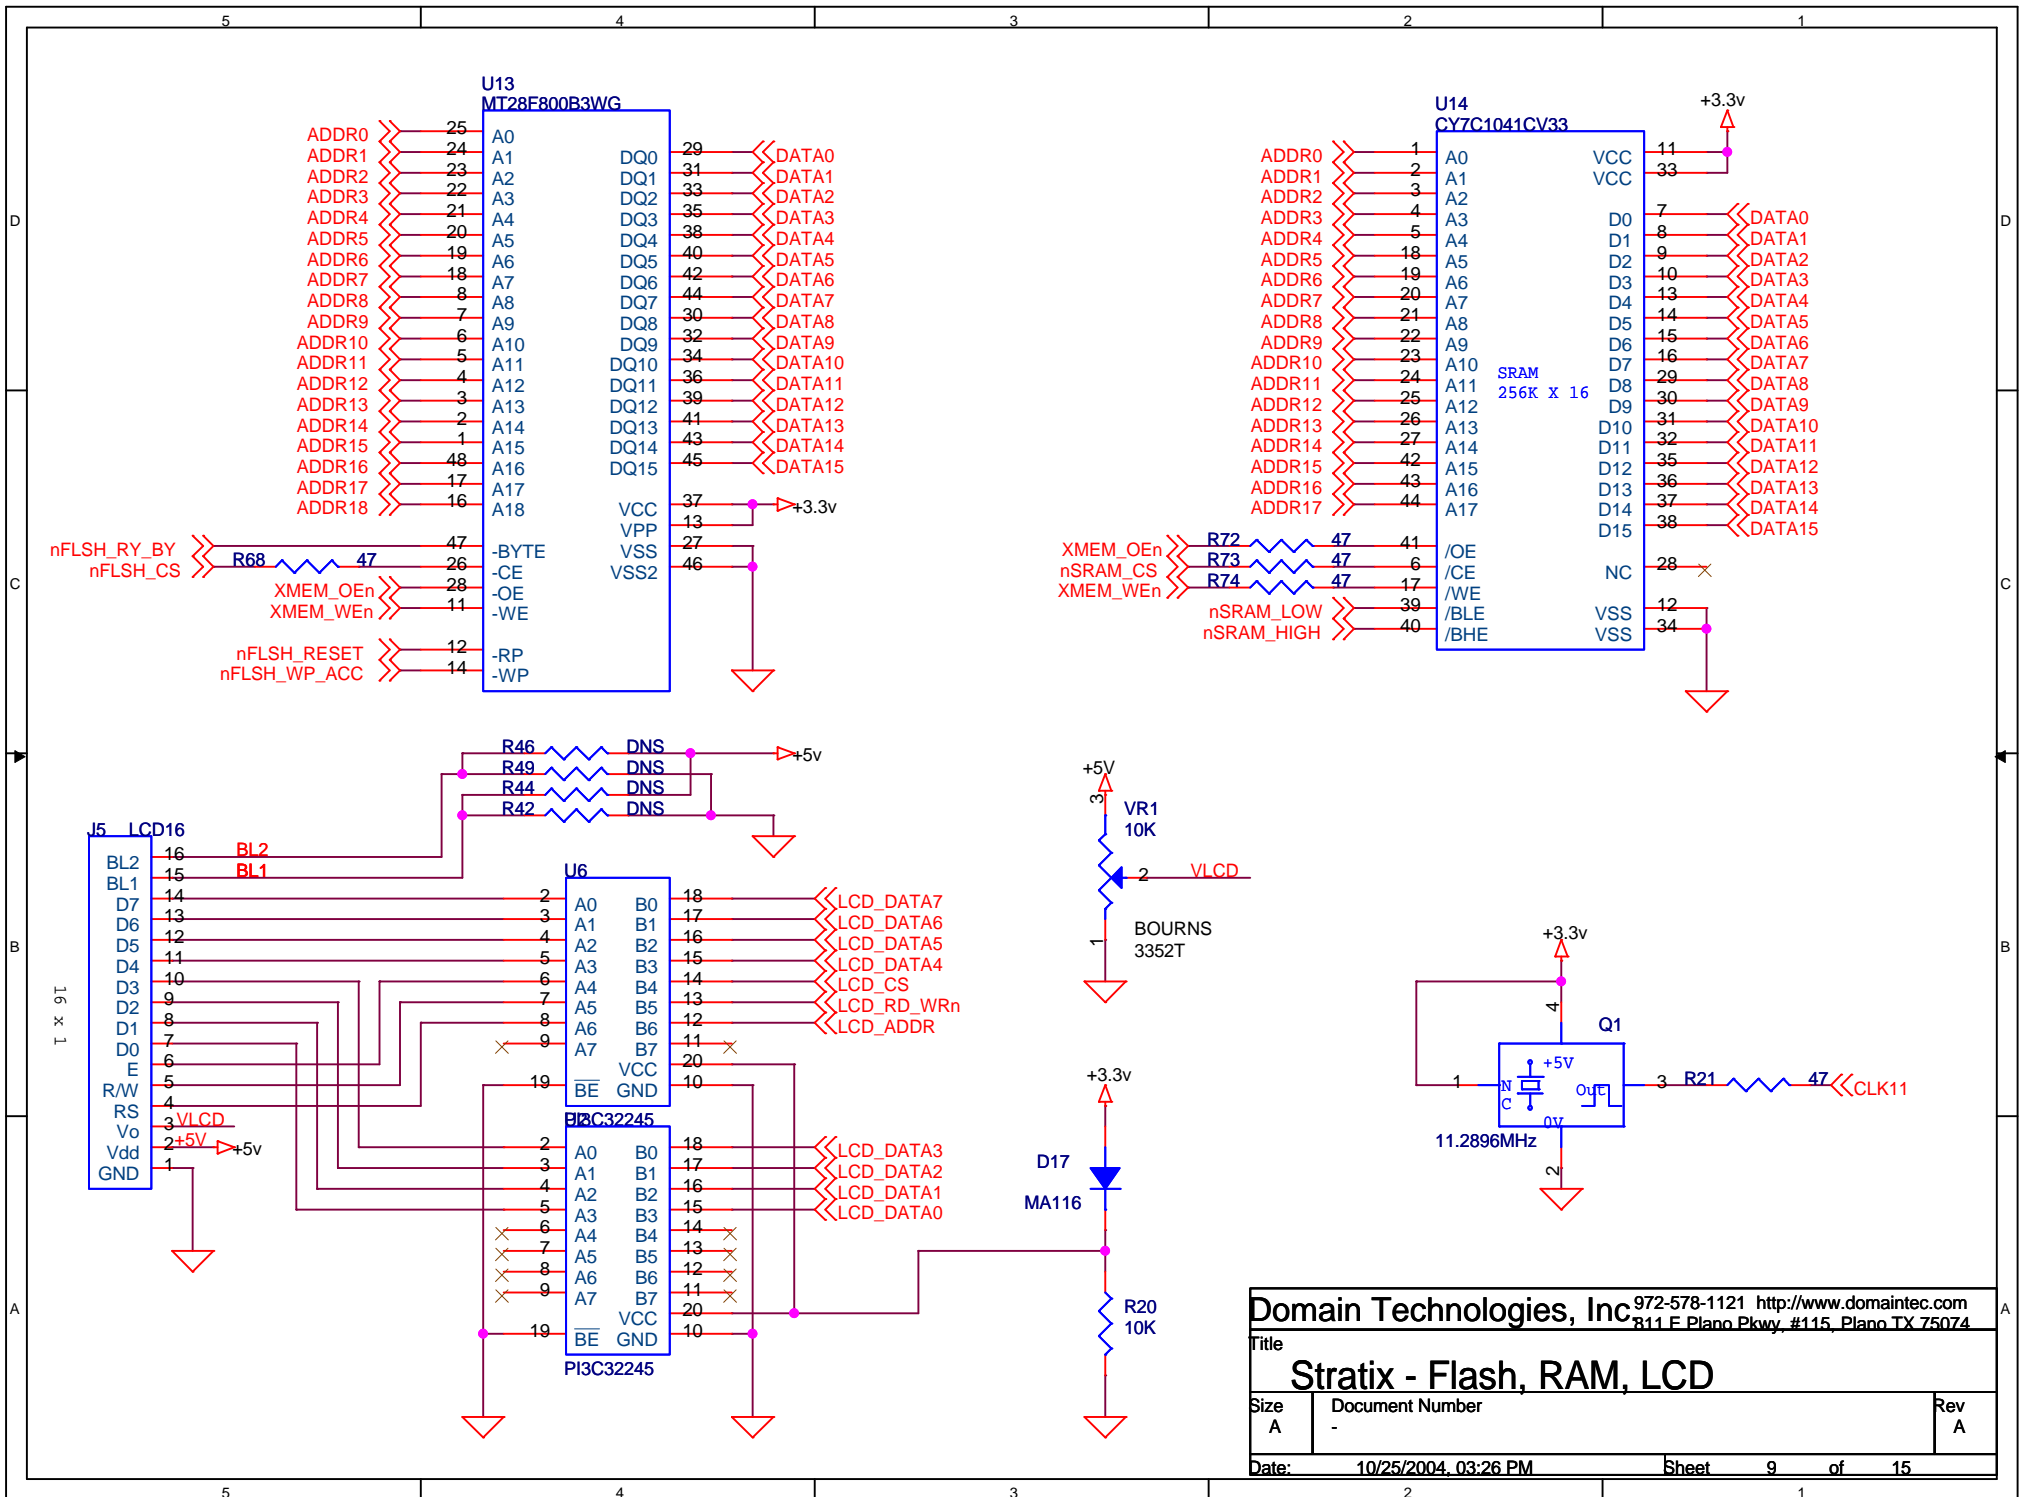 5 4 3 2 1
D
C
B
A
U13
MT28F800B3WG
ADDR0 25 A0
ADDR1 24 A1
ADDR2 23 A2
ADDR3 22 A3
ADDR4 21 A4
ADDR5 20 A5
ADDR6 19 A6
ADDR7 18 A7
ADDR8 8 A8
ADDR9 7 A9
ADDR10 6 A10
ADDR11 5 A11
ADDR12 4 A12
ADDR13 3 A13
ADDR14 2 A14
ADDR15 1 A15
ADDR16 48 A16
ADDR17 17 A17
ADDR18 16 A18
nFLSH_RY_BY 47 -BYTE
nFLSH_CS R68 47 26 -CE
XMEM_OEn 28 -OE
XMEM_WEn 11 -WE
nFLSH_RESET 12 -RP
nFLSH_WP_ACC 14 -WP
DQ0 29 DATA0
DQ1 31 DATA1
DQ2 33 DATA2
DQ3 35 DATA3
DQ4 38 DATA4
DQ5 40 DATA5
DQ6 42 DATA6
DQ7 44 DATA7
DQ8 30 DATA8
DQ9 32 DATA9
DQ10 34 DATA10
DQ11 36 DATA11
DQ12 39 DATA12
DQ13 41 DATA13
DQ14 43 DATA14
DQ15 45 DATA15
VCC 37 +3.3v
VPP 13
VSS 27
VSS2 46
U14
CY7C1041CV33
SRAM
256K X 16
ADDR0 1 A0
ADDR1 2 A1
ADDR2 3 A2
ADDR3 4 A3
ADDR4 5 A4
ADDR5 18 A5
ADDR6 19 A6
ADDR7 20 A7
ADDR8 21 A8
ADDR9 22 A9
ADDR10 23 A10
ADDR11 24 A11
ADDR12 25 A12
ADDR13 26 A13
ADDR14 27 A14
ADDR15 42 A15
ADDR16 43 A16
ADDR17 44 A17
XMEM_OEn R72 47 41 /OE
nSRAM_CS R73 47 6 /CE
XMEM_WEn R74 47 17 /WE
nSRAM_LOW 39 /BLE
nSRAM_HIGH 40 /BHE
+3.3v
VCC 11
VCC 33
D0 7 DATA0
D1 8 DATA1
D2 9 DATA2
D3 10 DATA3
D4 13 DATA4
D5 14 DATA5
D6 15 DATA6
D7 16 DATA7
D8 29 DATA8
D9 30 DATA9
D10 31 DATA10
D11 32 DATA11
D12 35 DATA12
D13 36 DATA13
D14 37 DATA14
D15 38 DATA15
NC 28
VSS 12
VSS 34
R46 DNS +5v
R49 DNS
R44 DNS
R42 DNS
J5 LCD16
16 x 1
BL2 16 BL2
BL1 15 BL1
D7 14
D6 13
D5 12
D4 11
D3 10
D2 9
D1 8
D0 7
E 6
R/W 5
RS 4
Vo 3 VLCD
Vdd 2 +5V +5v
GND 1
U6
2 A0 B0 18 LCD_DATA7
3 A1 B1 17 LCD_DATA6
4 A2 B2 16 LCD_DATA5
5 A3 B3 15 LCD_DATA4
6 A4 B4 14 LCD_CS
7 A5 B5 13 LCD_RD_WRn
8 A6 B6 12 LCD_ADDR
9 A7 B7 11
VCC 20
19 BE GND 10
PI3C32245
2 A0 B0 18 LCD_DATA3
3 A1 B1 17 LCD_DATA2
4 A2 B2 16 LCD_DATA1
5 A3 B3 15 LCD_DATA0
6 A4 B4 14
7 A5 B5 13
8 A6 B6 12
9 A7 B7 11
VCC 20
19 BE GND 10
PI3C32245
+5V
3
VR1
10K
2 VLCD
1
BOURNS
3352T
+3.3v
D17
MA116
R20
10K
+3.3v
4
Q1
1 NC +5V Out 0V 3 R21 47 CLK11
11.2896MHz
2
Domain Technologies, Inc. 972-578-1121 http://www.domaintec.com
811 E Plano Pkwy, #115, Plano TX 75074
Title
Stratix - Flash, RAM, LCD
Size Document Number Rev
A - A
Date: 10/25/2004, 03:26 PM Sheet 9 of 15
D
C
B
A
5 4 3 2 1